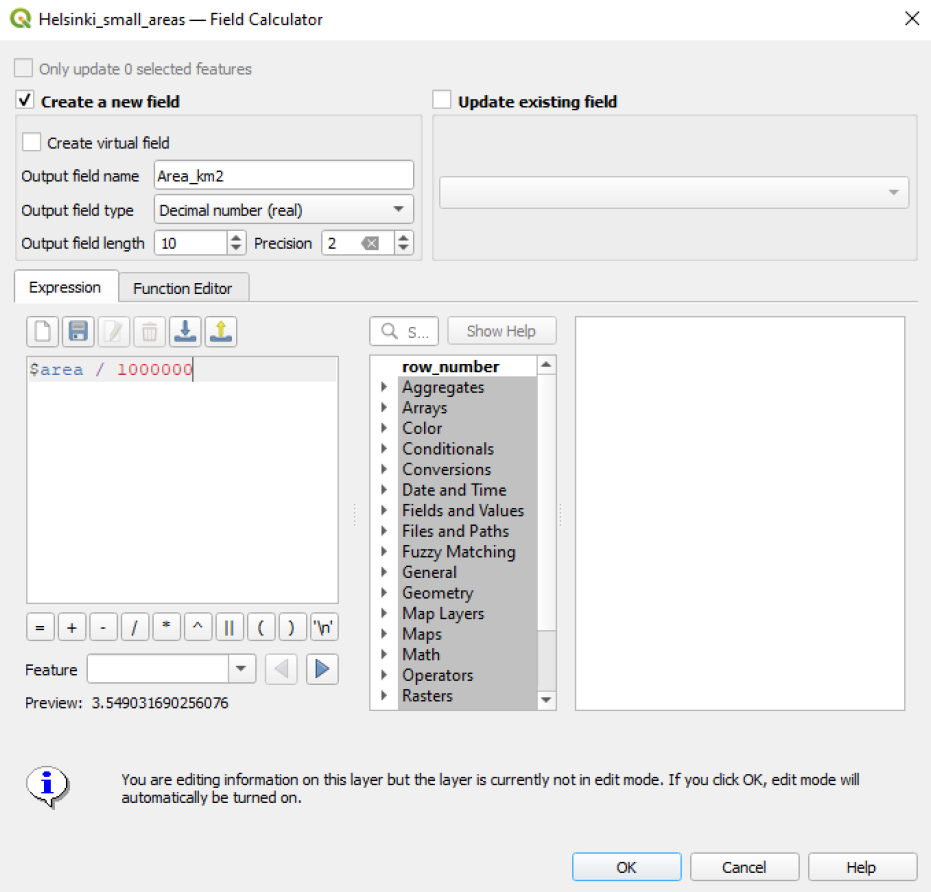 Helsinki_small_areas — Field Calculator
Only update 0 selected features
Create a new field
Update existing field
Create virtual field
Output field name Area_km2
Output field type Decimal number (real)
Output field length 10 Precision 2
Expression Function Editor
S... Show Help
$area / 1000000
row_number
Aggregates
Arrays
Color
Conditionals
Conversions
Date and Time
Fields and Values
Files and Paths
Fuzzy Matching
General
Geometry
Map Layers
Maps
Math
Operators
Rasters
= + - / * ^ || ( ) '\n'
Feature
Preview: 3.549031690256076
You are editing information on this layer but the layer is currently not in edit mode. If you click OK, edit mode will
automatically be turned on.
OK Cancel Help